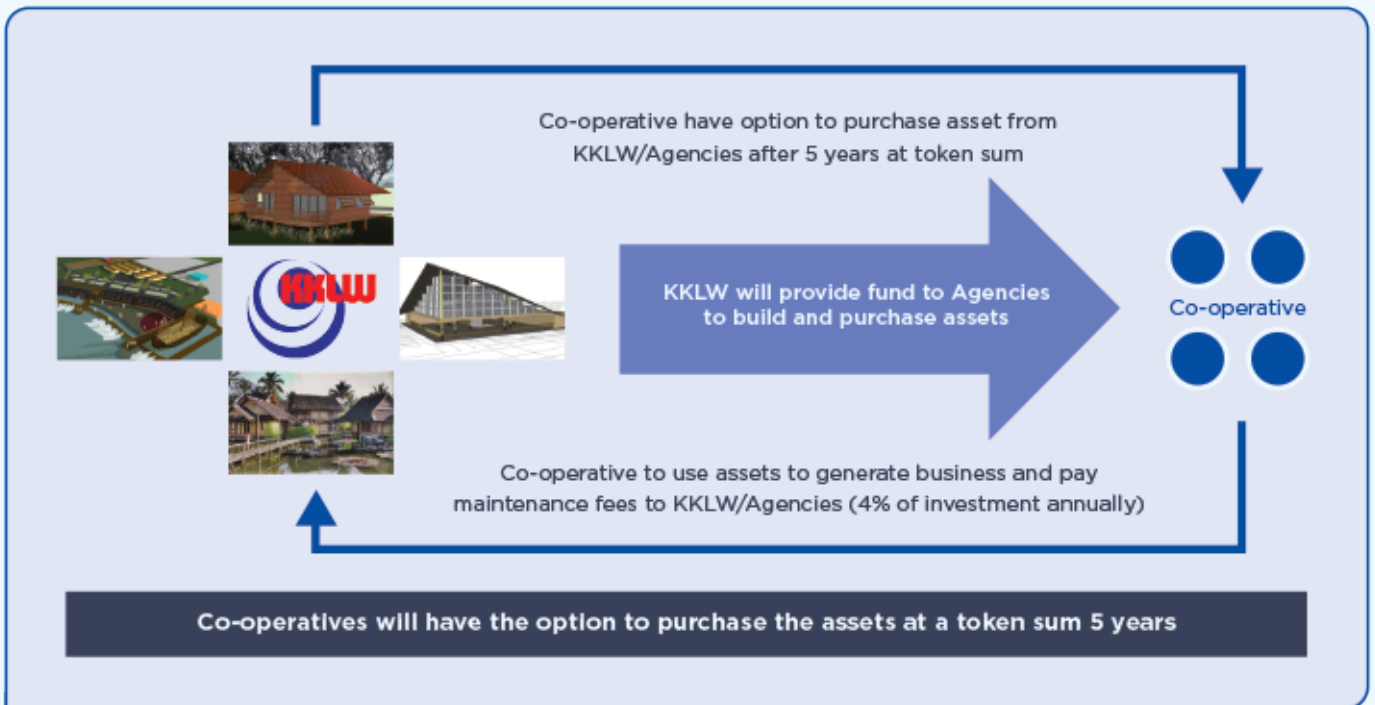 Co-operative have option to purchase asset from
KKLW/Agencies after 5 years at token sum
KKLW
KKLW will provide fund to Agencies
to build and purchase assets
Co-operative
Co-operative to use assets to generate business and pay
maintenance fees to KKLW/Agencies (4% of investment annually)
Co-operatives will have the option to purchase the assets at a token sum 5 years